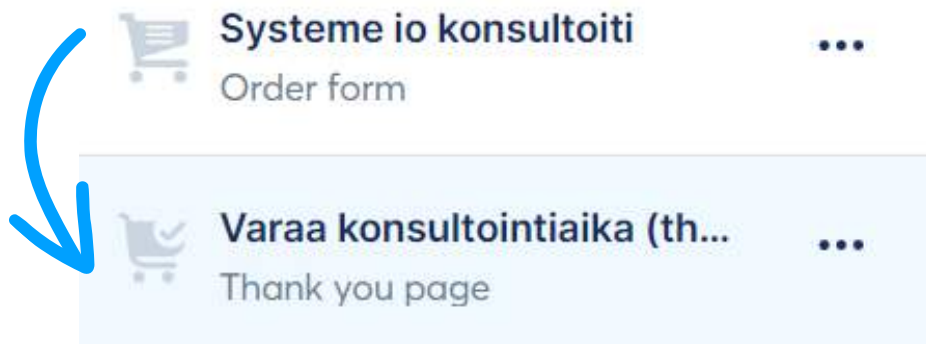 Systeme io konsultoiti
Order form
Varaa konsultointiaika (th...
Thank you page